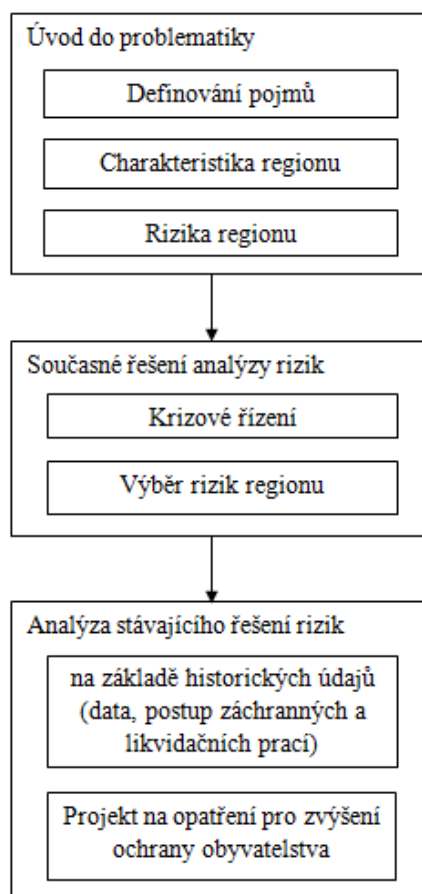 Úvod do problematiky
Definování pojmů
Charakteristika regionu
Rizika regionu
Současné řešení analýzy rizik
Krizové řízení
Výběr rizik regionu
Analýza stávajícího řešení rizik
na základě historických údajů
(data, postup záchranných a
likvidačních prací)
Projekt na opatření pro zvýšení
ochrany obyvatelstva